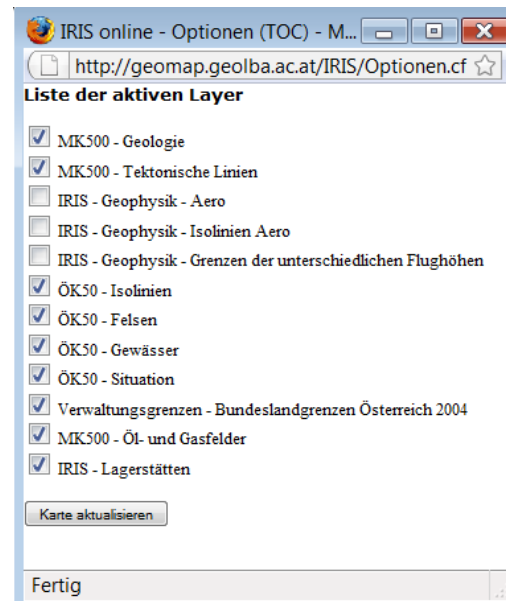 IRIS online - Optionen (TOC) - M...
http://geomap.geolba.ac.at/IRIS/Optionen.cf
Liste der aktiven Layer
MK500 - Geologie
MK500 - Tektonische Linien
IRIS - Geophysik - Aero
IRIS - Geophysik - Isolinien Aero
IRIS - Geophysik - Grenzen der unterschiedlichen Flughöhen
ÖK50 - Isolinien
ÖK50 - Felsen
ÖK50 - Gewässer
ÖK50 - Situation
Verwaltungsgrenzen - Bundeslandgrenzen Österreich 2004
MK500 - Öl- und Gasfelder
IRIS - Lagerstätten
Karte aktualisieren
Fertig